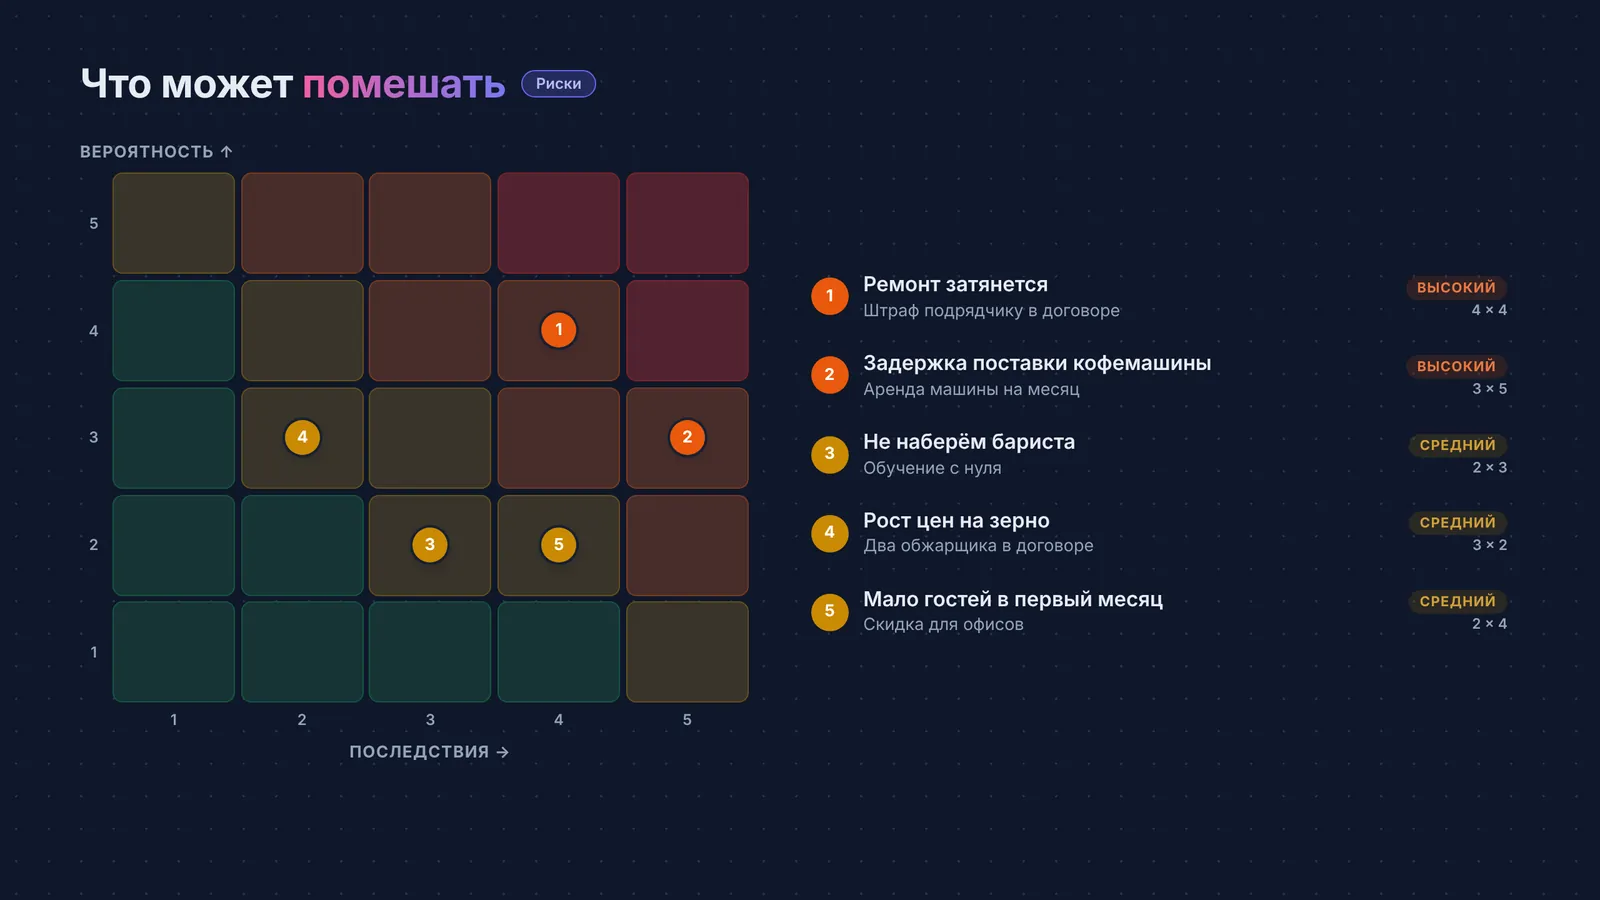 Что может помешать Риски
ВЕРОЯТНОСТЬ ↑
5
4
1
3
4
2
2
3
5
1
1 2 3 4 5
ПОСЛЕДСТВИЯ →
1
Ремонт затянется
Штраф подрядчику в договоре
ВЫСОКИЙ
4 × 4
2
Задержка поставки кофемашины
Аренда машины на месяц
ВЫСОКИЙ
3 × 5
3
Не наберём бариста
Обучение с нуля
СРЕДНИЙ
2 × 3
4
Рост цен на зерно
Два обжарщика в договоре
СРЕДНИЙ
3 × 2
5
Мало гостей в первый месяц
Скидка для офисов
СРЕДНИЙ
2 × 4